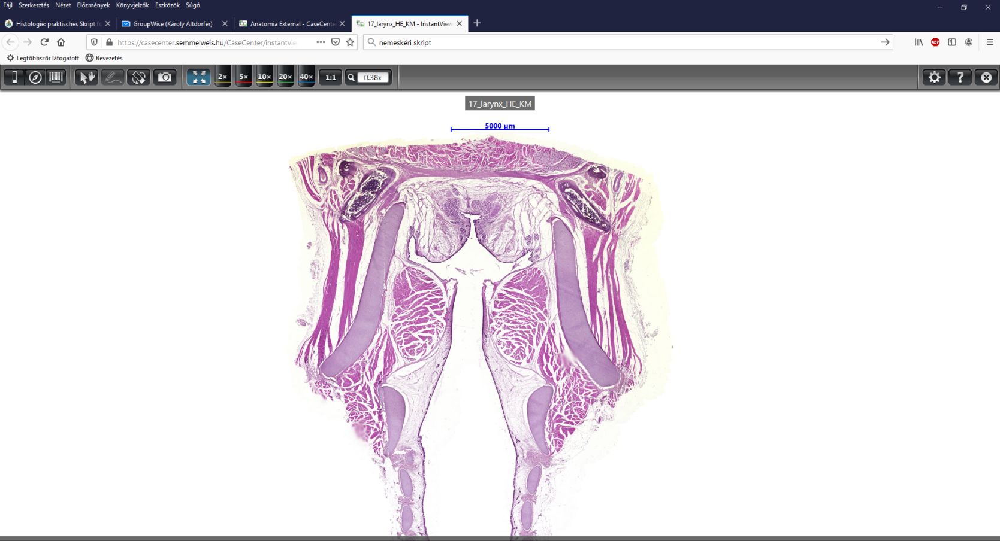 Fájl Szerkesztés Nézet Előzmények Könyvjelzők Eszközök Súgó
Histologie: praktisches Skript fü
GroupWise (Károly Altdorfer)
Anatomia External - CaseCente
17_larynx_HE_KM - InstantView
https://casecenter.semmelweis.hu/CaseCenter/instantvie
nemeskéri skript
ABP
Legtöbbször látogatott Bevezetés
2x 5x 10x 20x 40x 1:1 0.38x
17_larynx_HE_KM
5000 µm